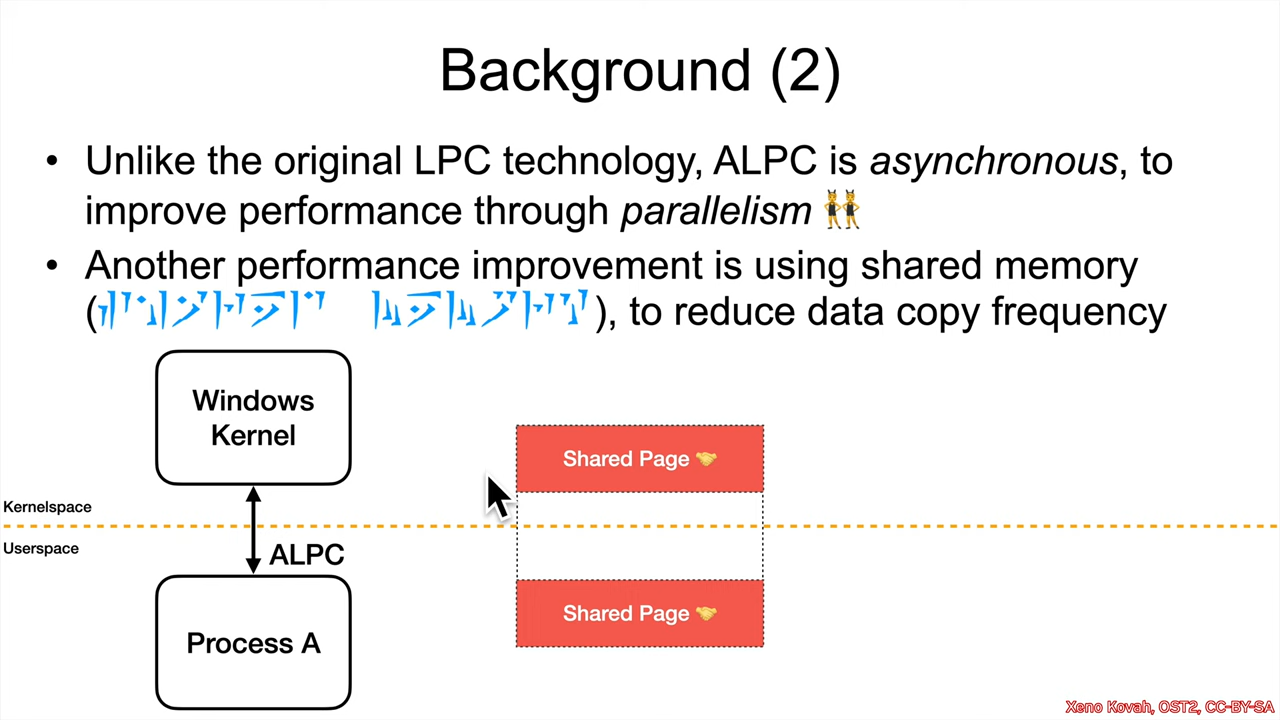 Background (2)
• Unlike the original LPC technology, ALPC is asynchronous, to
improve performance through parallelism 👯
• Another performance improvement is using shared memory
( ), to reduce data copy frequency
Windows
Kernel
Shared Page 🤝
Kernelspace
Userspace
ALPC
Shared Page 🤝
Process A
Xeno Kovah, OST2, CC-BY-SA